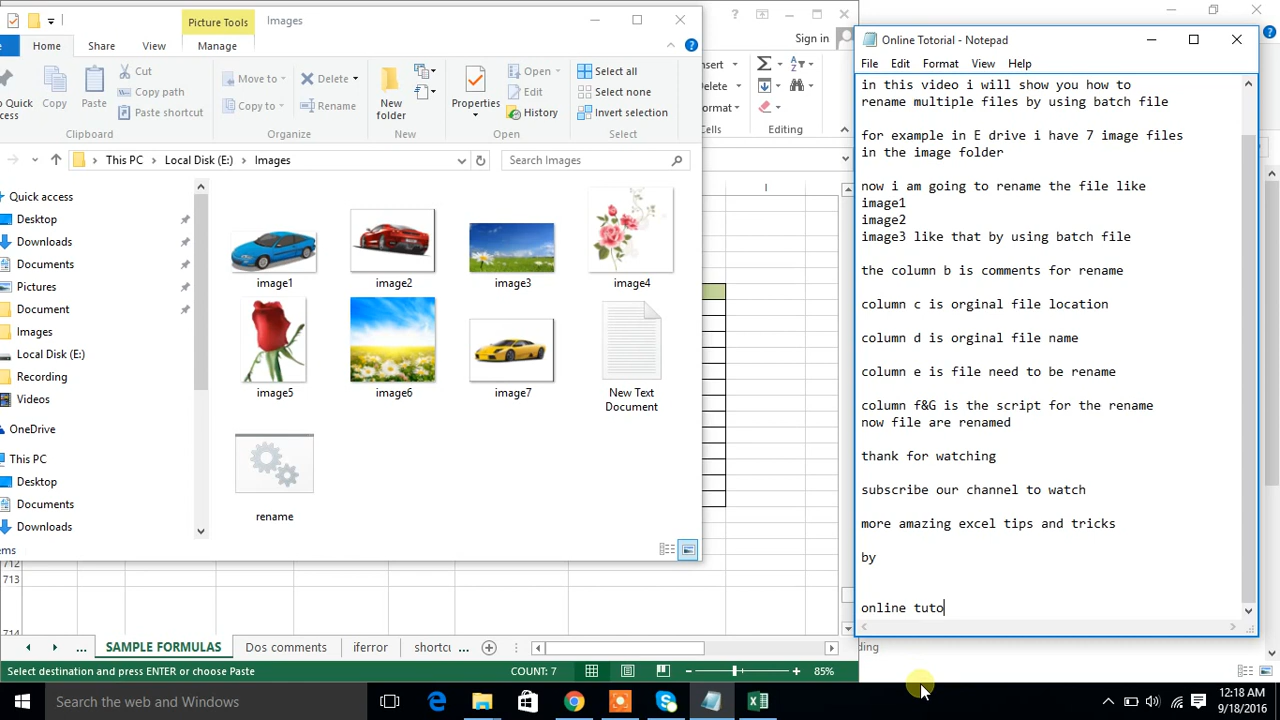 Picture Tools
Images
Home
Share
View
Manage
Copy
Paste
Cut
Copy path
Paste shortcut
Clipboard
Move to
Copy to
Delete
Rename
Organize
New folder
New
Properties
Open
Edit
History
Open
Select all
Select none
Invert selection
Select
This PC
Local Disk (E:)
Images
Search Images
Quick access
Desktop
Downloads
Documents
Pictures
Document
Images
Local Disk (E:)
Recording
Videos
OneDrive
This PC
Desktop
Documents
Downloads
image1
image2
image3
image4
image5
image6
image7
New Text
Document
rename
Sign in
Editing
I
712
713
714
SAMPLE FORMULAS
Dos comments
iferror
Select destination and press ENTER or choose Paste
COUNT: 7
85%
Online Totorial - Notepad
File Edit Format View Help
in this video i will show you how to
rename multiple files by using batch file
for example in E drive i have 7 image files
in the image folder
now i am going to rename the file like
image1
image2
image3 like that by using batch file
the column b is comments for rename
column c is orginal file location
column d is orginal file name
column e is file need to be rename
column f&G is the script for the rename
now file are renamed
thank for watching
subscribe our channel to watch
more amazing excel tips and tricks
by
online tuto
Search the web and Windows
12:18 AM
9/18/2016